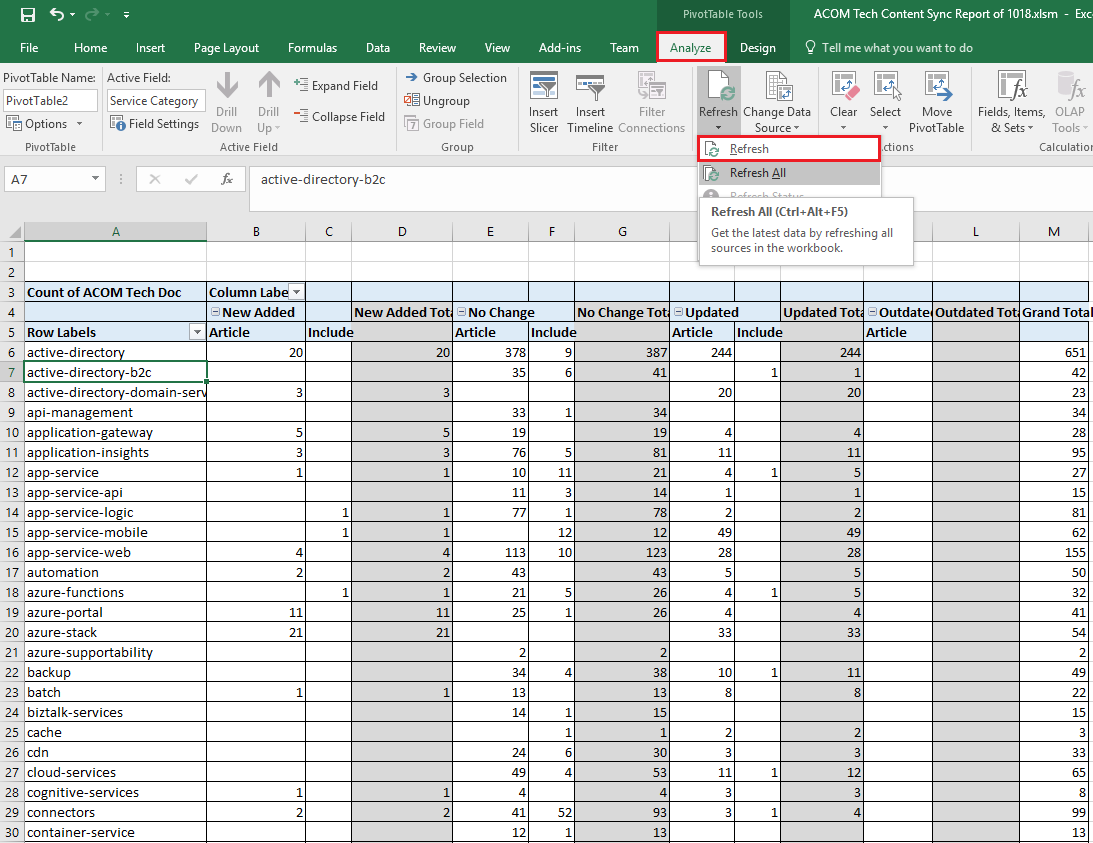 PivotTable Tools
ACOM Tech Content Sync Report of 1018.xlsm - Exc
File Home Insert Page Layout Formulas Data Review View Add-ins Team Analyze Design Tell me what you want to do
PivotTable Name:
PivotTable2
Options
PivotTable
Active Field:
Service Category
Field Settings
Drill Down
Drill Up
Expand Field
Collapse Field
Active Field
Group Selection
Ungroup
Group Field
Group
Insert Slicer
Insert Timeline
Filter Connections
Filter
Refresh
Change Data Source
Clear
Select
Move PivotTable
ctions
Fields, Items, & Sets
OLAP Tools
Calculation
Refresh
Refresh All
Refresh Status
Refresh All (Ctrl+Alt+F5)
Get the latest data by refreshing all
sources in the workbook.
A7 fx active-directory-b2c
A B C D E F G L M
1
2
3 Count of ACOM Tech Doc Column Labe
4 New Added New Added Tota No Change No Change Tota Updated Updated Tota Outdated Outdated Tota Grand Total
5 Row Labels Article Include Article Include Article Include Article
6 active-directory 20 20 378 9 387 244 244 651
7 active-directory-b2c 35 6 41 1 1 42
8 active-directory-domain-serv 3 3 20 20 23
9 api-management 33 1 34 34
10 application-gateway 5 5 19 19 4 4 28
11 application-insights 3 3 76 5 81 11 11 95
12 app-service 1 1 10 11 21 4 1 5 27
13 app-service-api 11 3 14 1 1 15
14 app-service-logic 1 1 77 1 78 2 2 81
15 app-service-mobile 1 1 12 12 49 49 62
16 app-service-web 4 4 113 10 123 28 28 155
17 automation 2 2 43 43 5 5 50
18 azure-functions 1 1 21 5 26 4 1 5 32
19 azure-portal 11 11 25 1 26 4 4 41
20 azure-stack 21 21 33 33 54
21 azure-supportability 2 2 2
22 backup 34 4 38 10 1 11 49
23 batch 1 1 13 13 8 8 22
24 biztalk-services 14 1 15 15
25 cache 1 1 2 2 3
26 cdn 24 6 30 3 3 33
27 cloud-services 49 4 53 11 1 12 65
28 cognitive-services 1 1 4 4 3 3 8
29 connectors 2 2 41 52 93 3 1 4 99
30 container-service 12 1 13 13